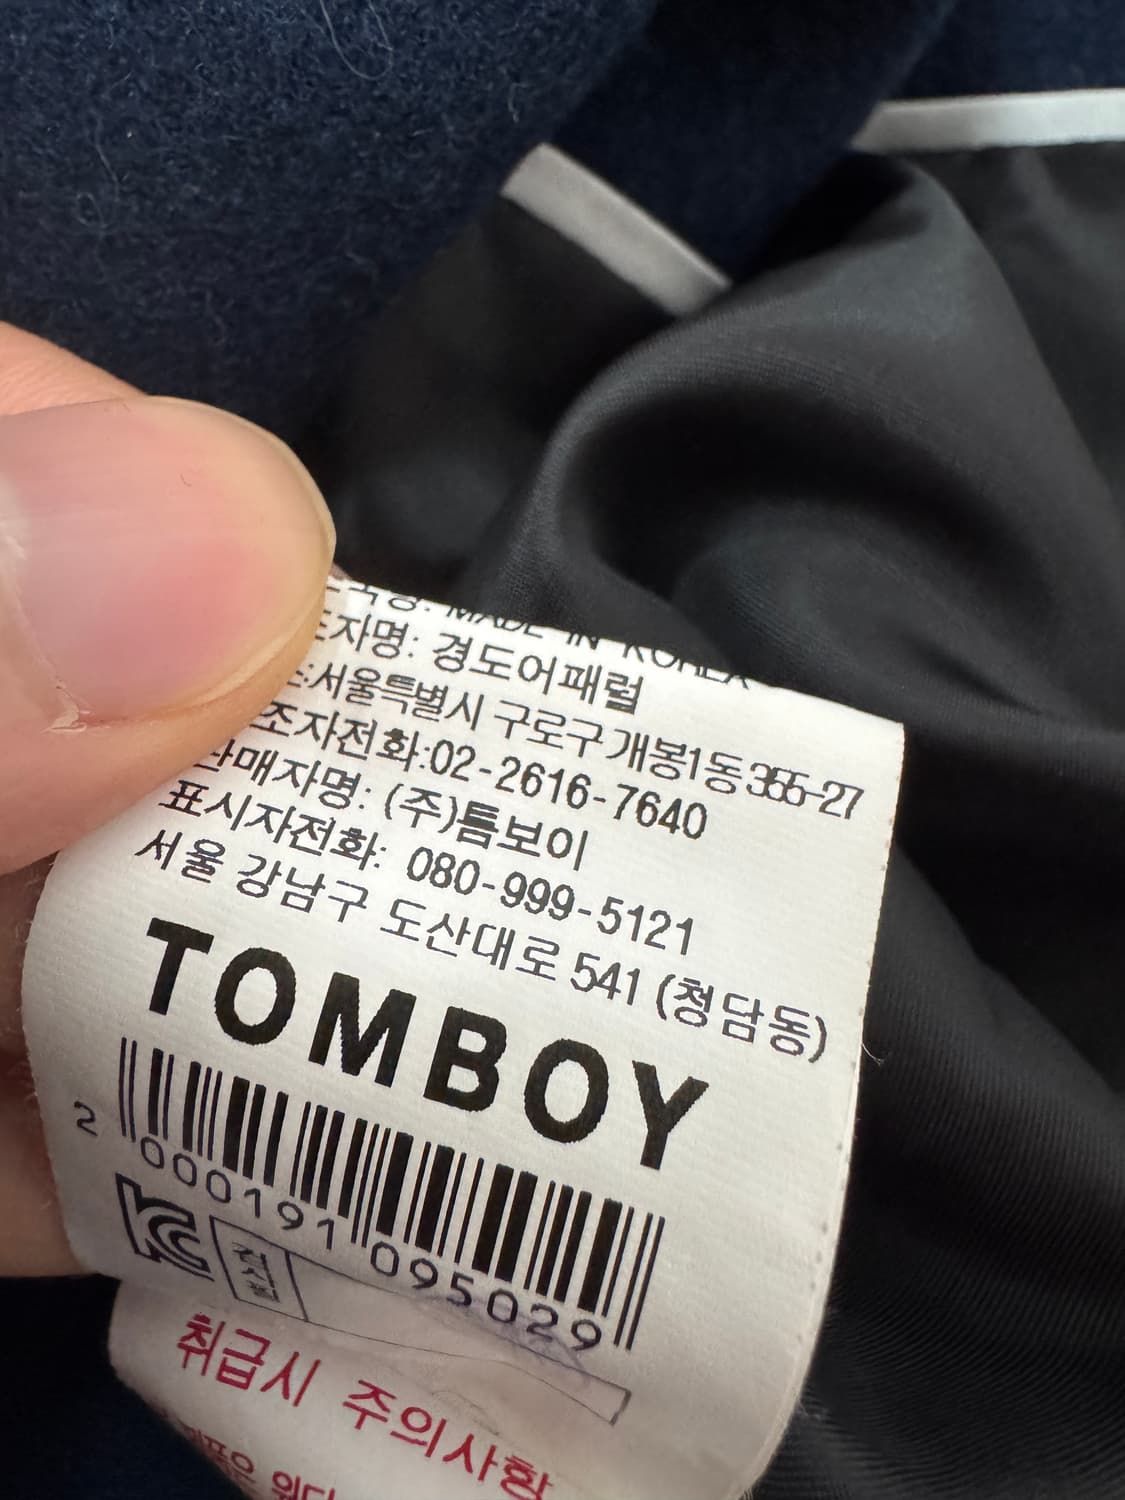 MADE IN KOREA
조자명: 경도어패럴
소:서울특별시 구로구 개봉1동 355-27
조자전화:02-2616-7640
판매자명: (주)톰보이
표시자전화: 080-999-5121
서울 강남구 도산대로 541 (청담동)
TOMBOY
2 000191 095029
KC
취급시 주의사항